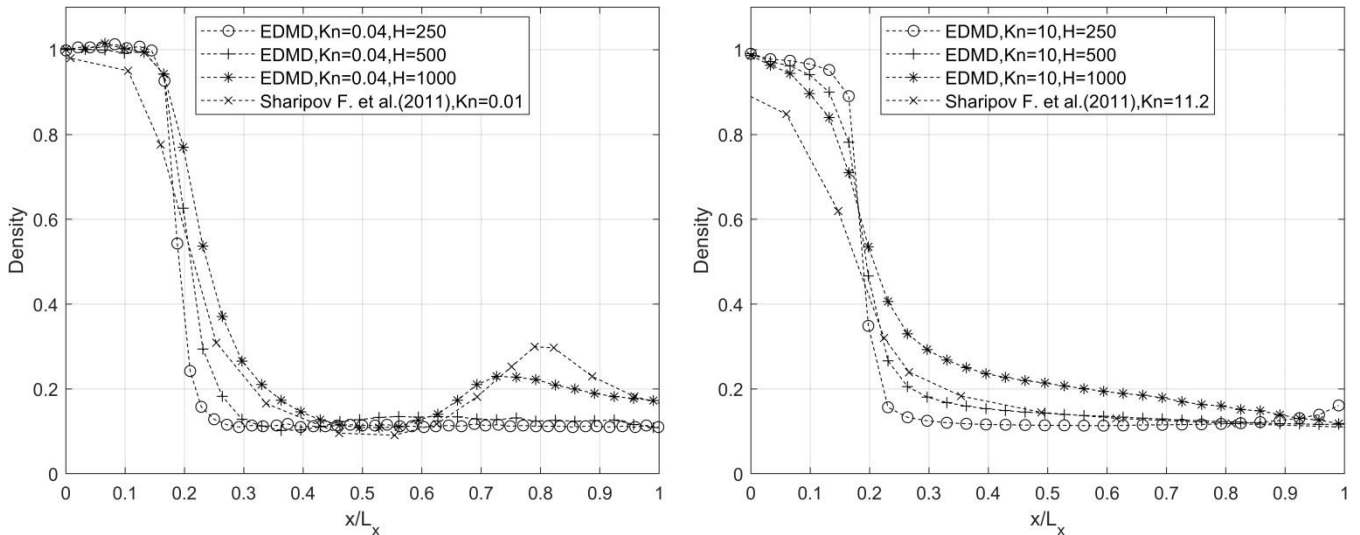 EDMD,Kn=0.04,H=250
EDMD,Kn=0.04,H=500
EDMD,Kn=0.04,H=1000
Sharipov F. et al.(2011),Kn=0.01
1
0.8
0.6
0.4
0.2
0
Density
0 0.1 0.2 0.3 0.4 0.5 0.6 0.7 0.8 0.9 1
x/L_x
EDMD,Kn=10,H=250
EDMD,Kn=10,H=500
EDMD,Kn=10,H=1000
Sharipov F. et al.(2011),Kn=11.2
1
0.8
0.6
0.4
0.2
0
Density
0 0.1 0.2 0.3 0.4 0.5 0.6 0.7 0.8 0.9 1
x/L_x